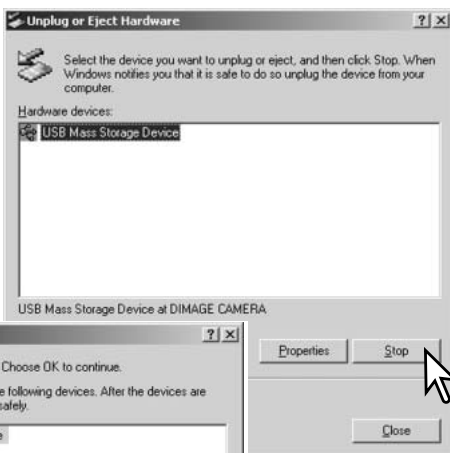 Unplug or Eject Hardware
Select the device you want to unplug or eject, and then click Stop. When
Windows notifies you that it is safe to do so unplug the device from your
computer.
Hardware devices:
USB Mass Storage Device
USB Mass Storage Device at DIMAGE CAMERA
Properties
Stop
Close
Choose OK to continue.
following devices. After the devices are
safely.